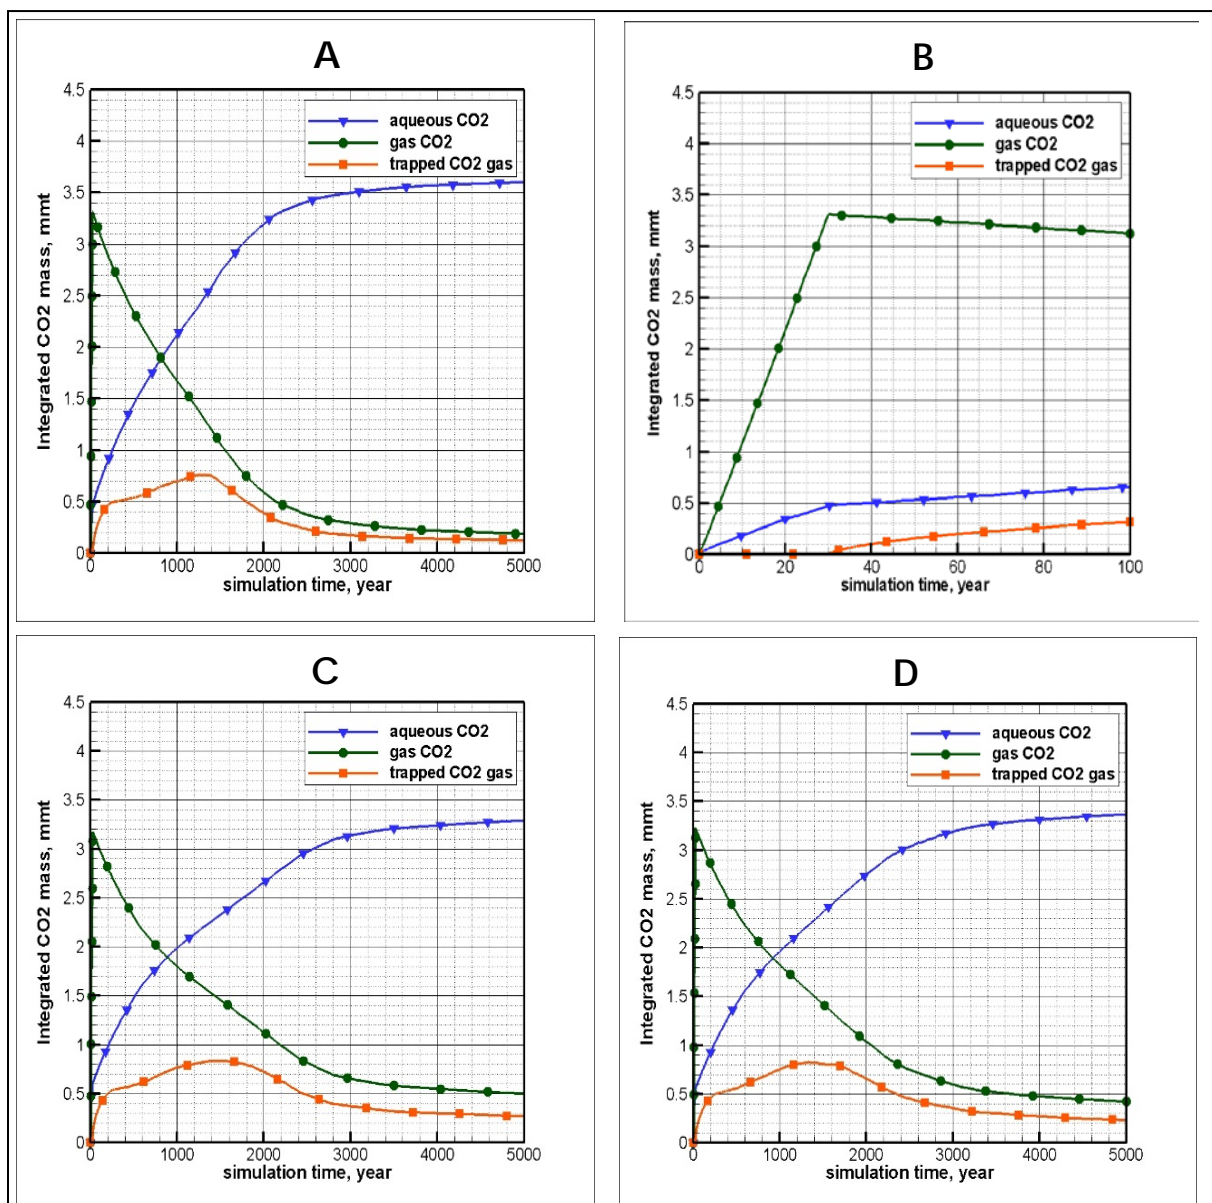 A
Integrated CO2 mass, mmt
4.5
4
3.5
3
2.5
2
1.5
1
0.5
0
aqueous CO2
gas CO2
trapped CO2 gas
0 1000 2000 3000 4000 5000
simulation time, year
B
Integrated CO2 mass, mmt
4.5
4
3.5
3
2.5
2
1.5
1
0.5
0
aqueous CO2
gas CO2
trapped CO2 gas
0 20 40 60 80 100
simulation time, year
C
Integrated CO2 mass, mmt
4.5
4
3.5
3
2.5
2
1.5
1
0.5
0
aqueous CO2
gas CO2
trapped CO2 gas
0 1000 2000 3000 4000 5000
simulation time, year
D
Integrated CO2 mass, mmt
4.5
4
3.5
3
2.5
2
1.5
1
0.5
0
aqueous CO2
gas CO2
trapped CO2 gas
0 1000 2000 3000 4000 5000
simulation time, year